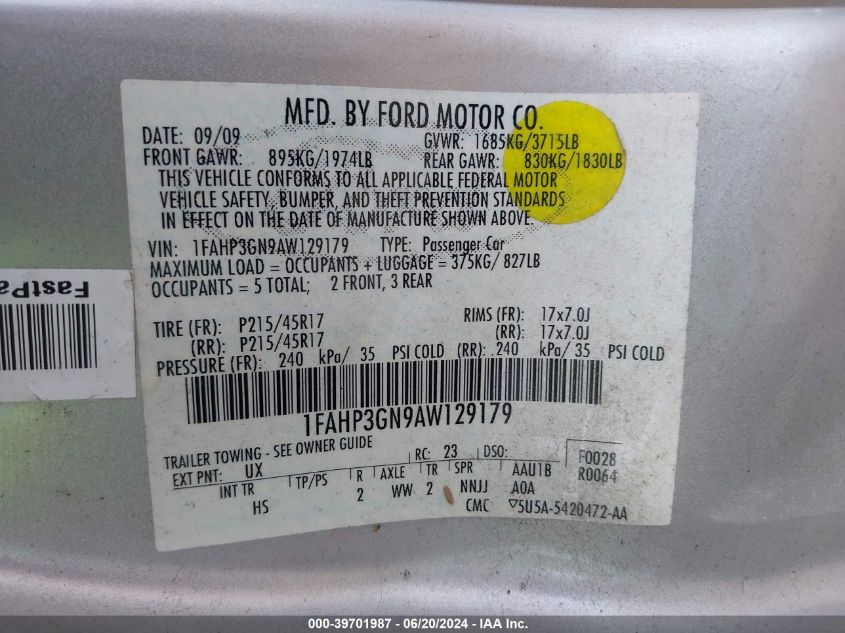 MFD. BY FORD MOTOR CO.
DATE: 09/09 GVWR: 1685KG/3715LB
FRONT GAWR: 895KG/1974LB REAR GAWR: 830KG/1830LB
THIS VEHICLE CONFORMS TO ALL APPLICABLE FEDERAL MOTOR
VEHICLE SAFETY, BUMPER, AND THEFT PREVENTION STANDARDS
IN EFFECT ON THE DATE OF MANUFACTURE SHOWN ABOVE.
VIN: 1FAHP3GN9AW129179 TYPE: Passenger Car
MAXIMUM LOAD = OCCUPANTS + LUGGAGE = 375KG/ 827LB
OCCUPANTS = 5 TOTAL; 2 FRONT, 3 REAR
FastPa
TIRE (FR): P215/45R17 RIMS (FR): 17x7.0J
(RR): P215/45R17 (RR): 17x7.0J
PRESSURE (FR): 240 kPa/ 35 PSI COLD (RR): 240 kPa/ 35 PSI COLD
1FAHP3GN9AW129179
TRAILER TOWING - SEE OWNER GUIDE
EXT PNT: UX RC: 23 DSO: F0028
R0064
INT TR TP/PS R AXLE TR SPR AAU1B
HS 2 WW 2 NNJJ AOA
CMC ▽5U5A-5420472-AA
000-39701987 - 06/20/2024 - IAA Inc.